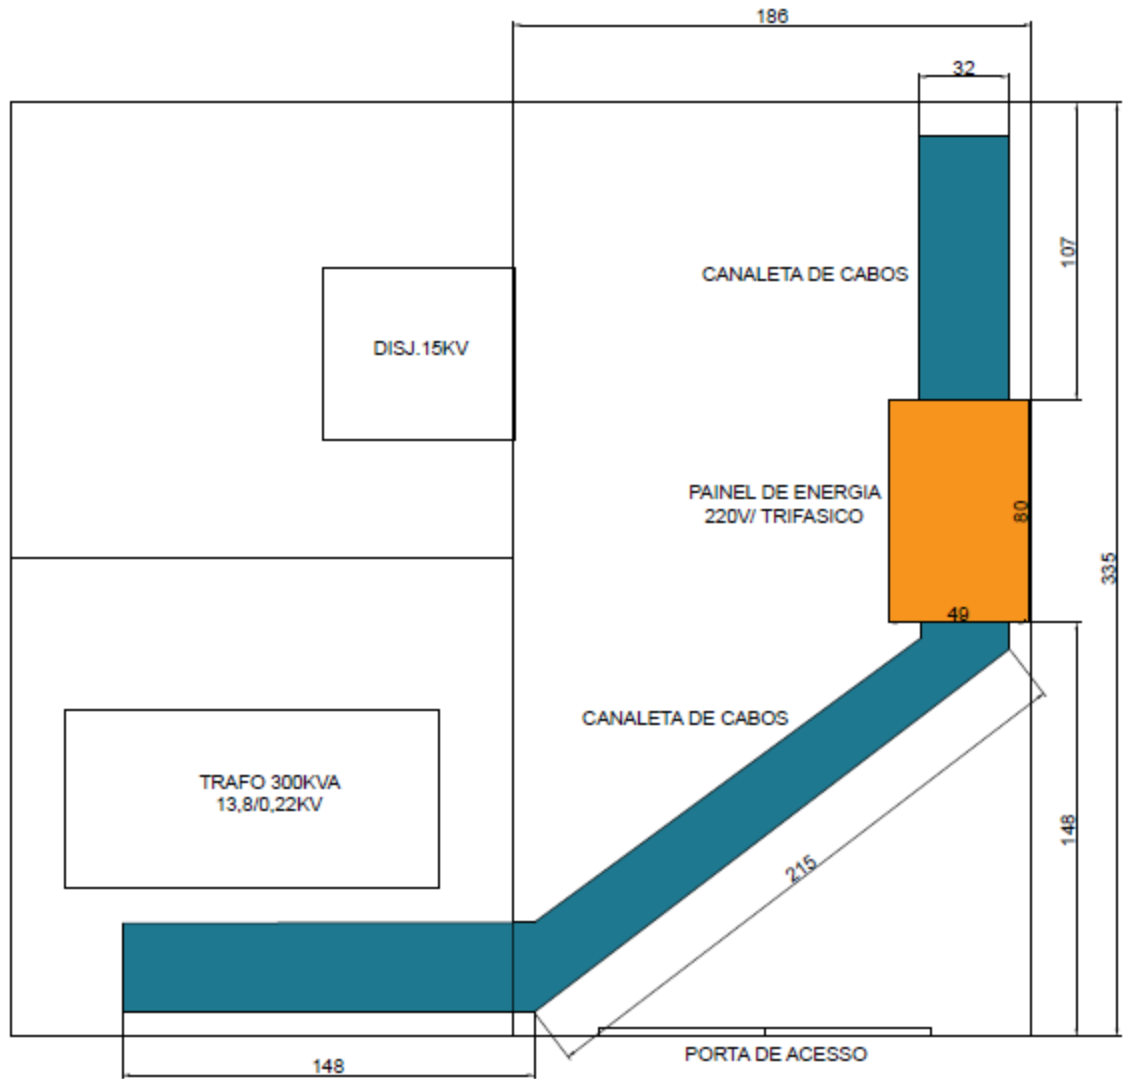 186
32
107
CANALETA DE CABOS
DISJ.15KV
PAINEL DE ENERGIA
220V/ TRIFASICO
80
335
49
CANALETA DE CABOS
TRAFO 300KVA
13,8/0,22KV
148
215
PORTA DE ACESSO
148